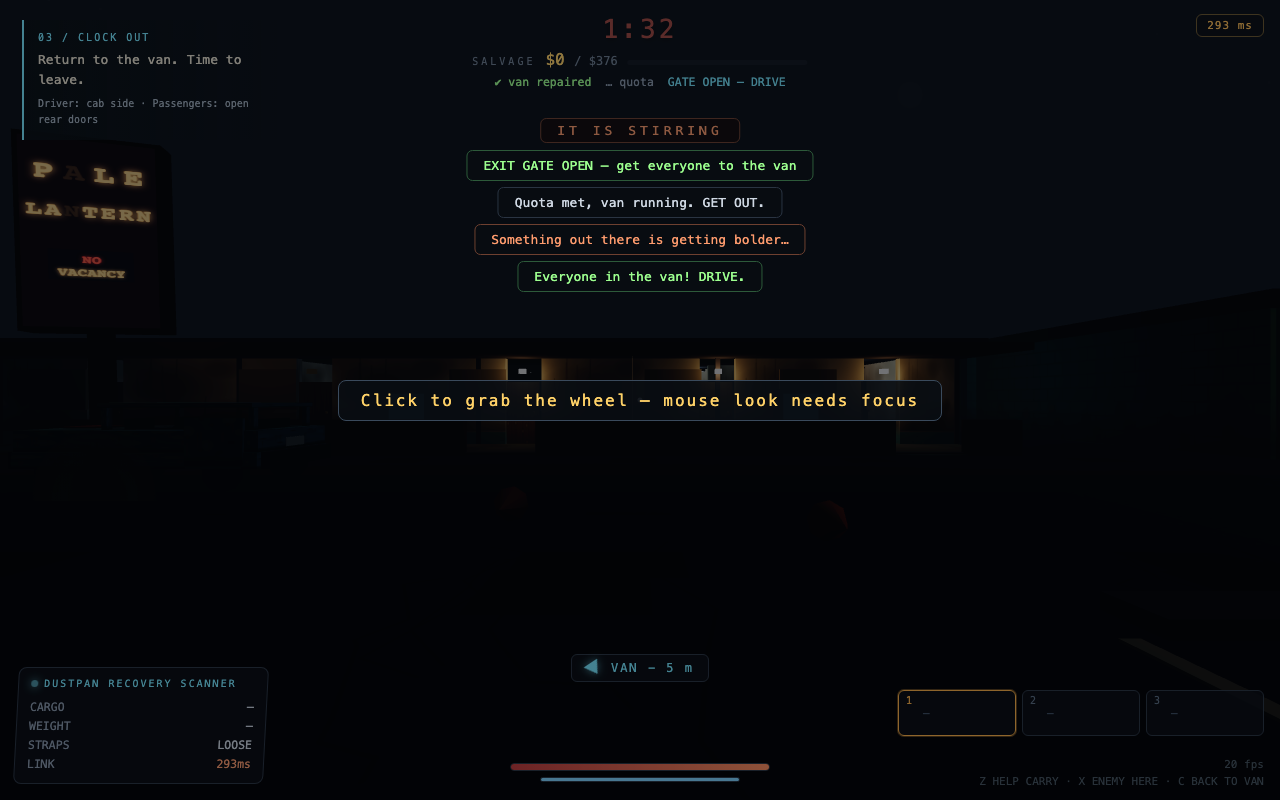 03 / CLOCK OUT
Return to the van. Time to
leave.
Driver: cab side · Passengers: open
rear doors
1:32
SALVAGE $0 / $376
✔ van repaired … quota GATE OPEN — DRIVE
293 ms
IT IS STIRRING
EXIT GATE OPEN — get everyone to the van
Quota met, van running. GET OUT.
Something out there is getting bolder…
Everyone in the van! DRIVE.
PALE
LANTERN
NO
VACANCY
Click to grab the wheel — mouse look needs focus
◀ VAN — 5 m
DUSTPAN RECOVERY SCANNER
CARGO —
WEIGHT —
STRAPS LOOSE
LINK 293ms
1 —
2 —
3 —
20 fps
Z HELP CARRY · X ENEMY HERE · C BACK TO VAN